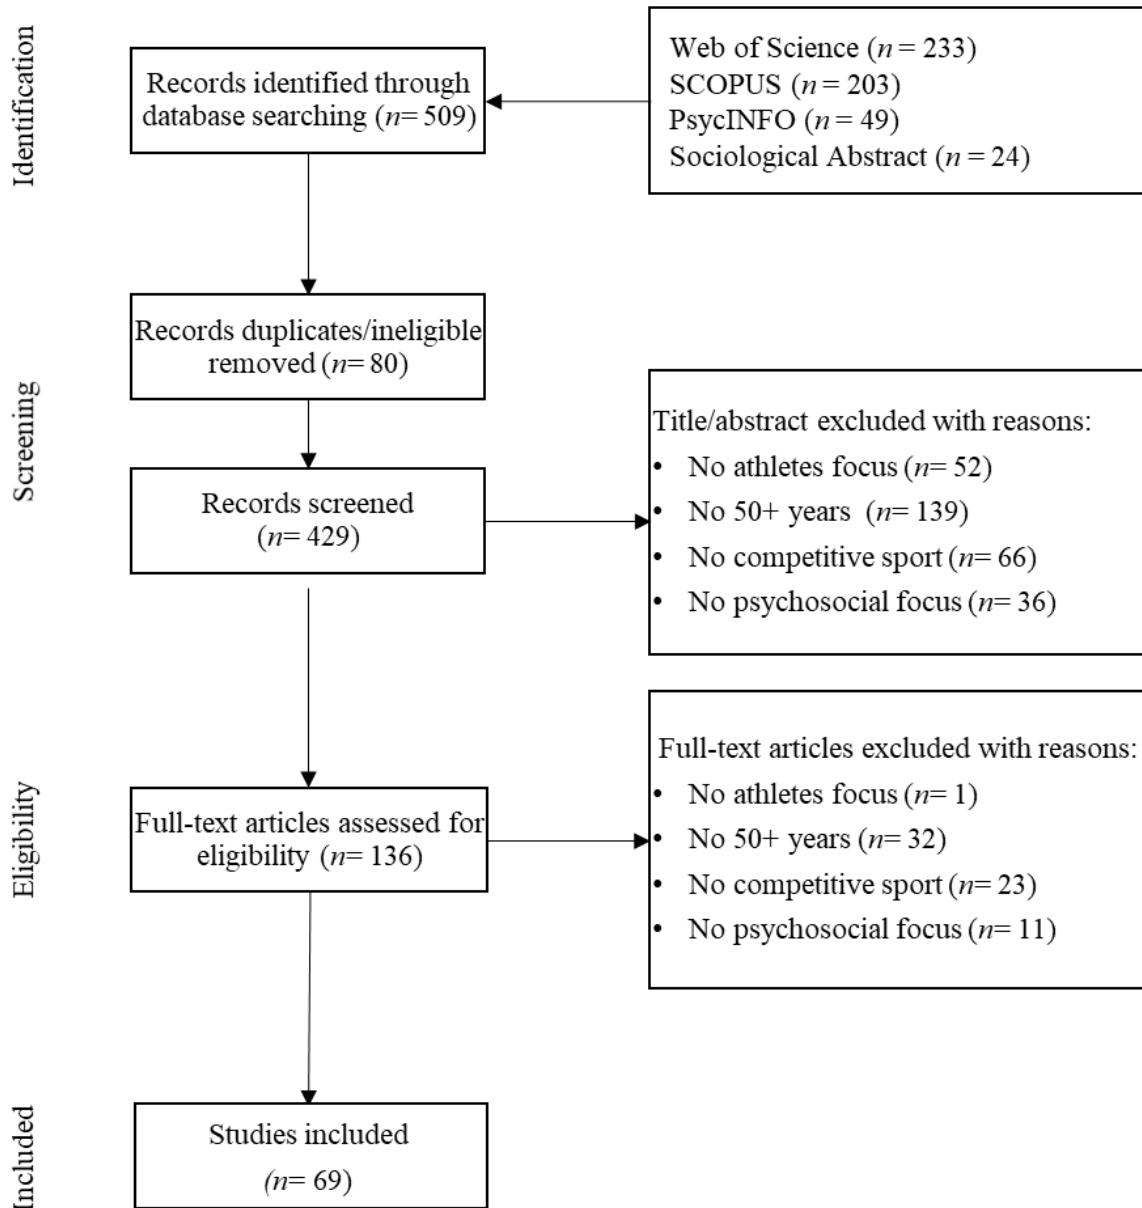 Identification
Records identified through
database searching (n= 509)
Web of Science (n = 233)
SCOPUS (n = 203)
PsycINFO (n = 49)
Sociological Abstract (n = 24)
Screening
Records duplicates/ineligible
removed (n= 80)
Records screened
(n= 429)
Title/abstract excluded with reasons:
• No athletes focus (n= 52)
• No 50+ years (n= 139)
• No competitive sport (n= 66)
• No psychosocial focus (n= 36)
Eligibility
Full-text articles assessed for
eligibility (n= 136)
Full-text articles excluded with reasons:
• No athletes focus (n= 1)
• No 50+ years (n= 32)
• No competitive sport (n= 23)
• No psychosocial focus (n= 11)
Included
Studies included
(n= 69)